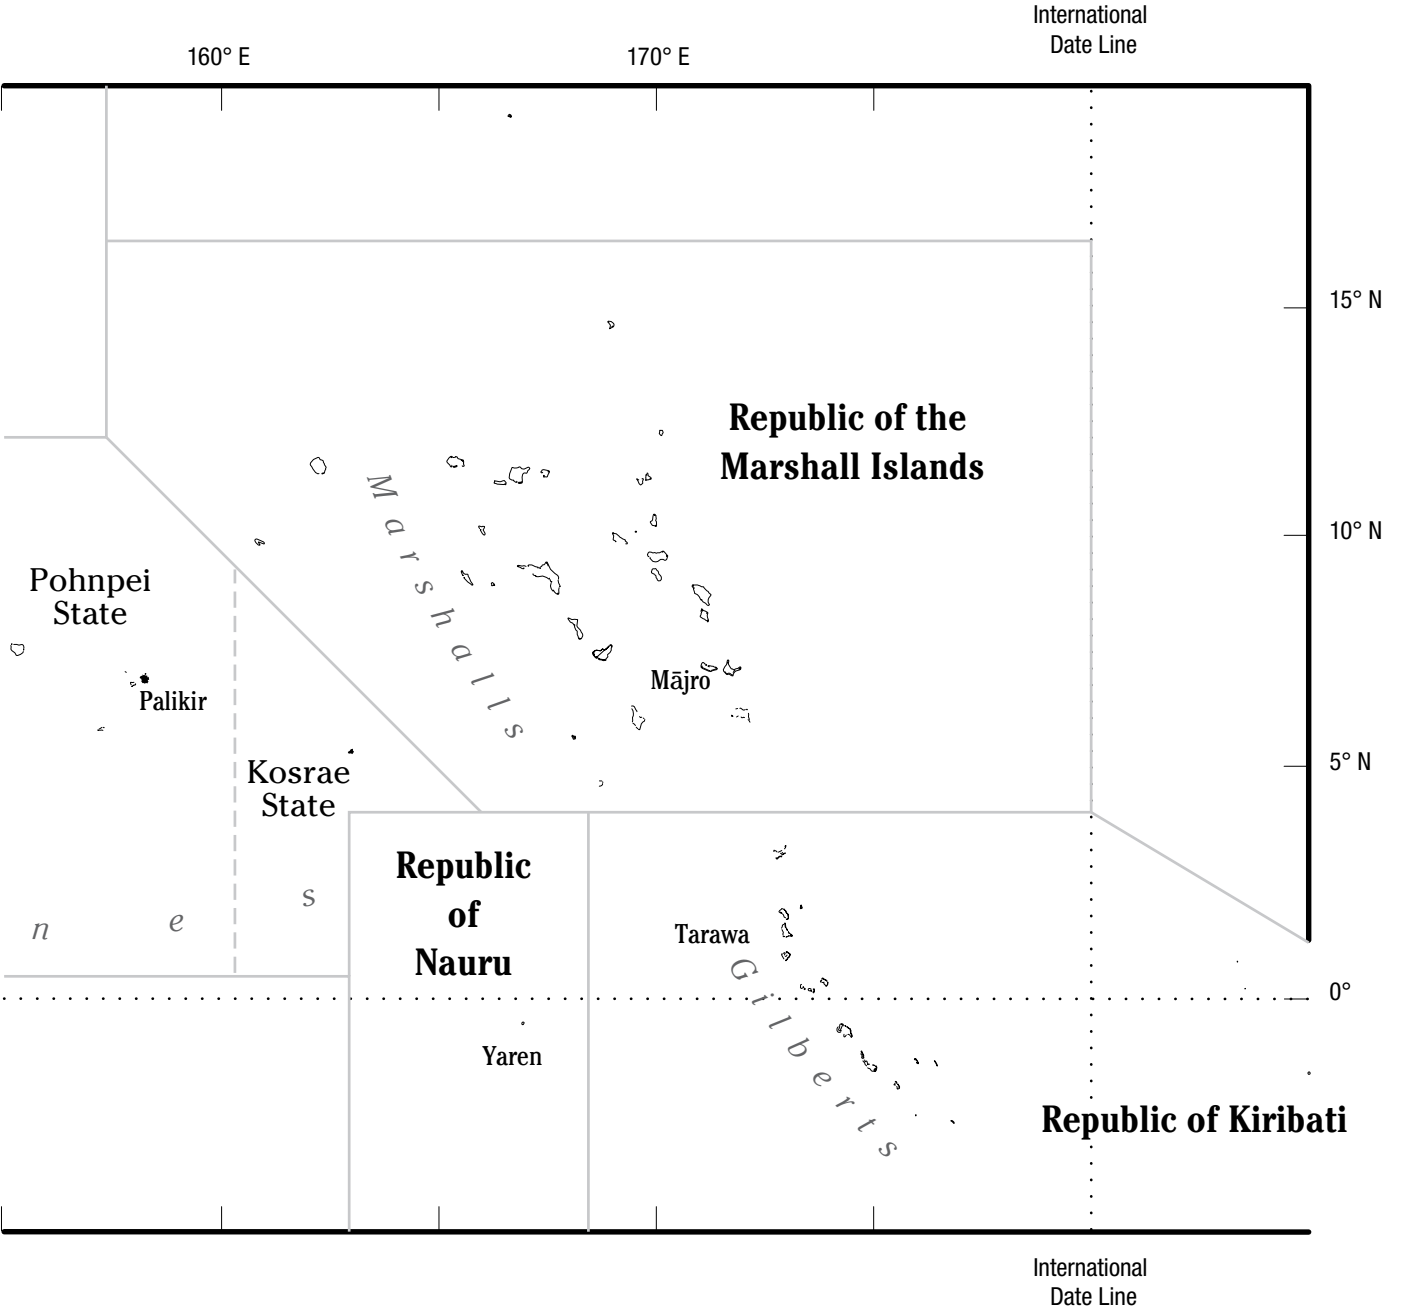 International
Date Line
160° E
170° E
15° N
Republic of the
Marshall Islands
Marshalls
10° N
Pohnpei
State
Mājro
Palikir
5° N
Kosrae
State
Republic
of
Nauru
n e s
Tarawa
Gilberts
0°
Yaren
Republic of Kiribati
International
Date Line